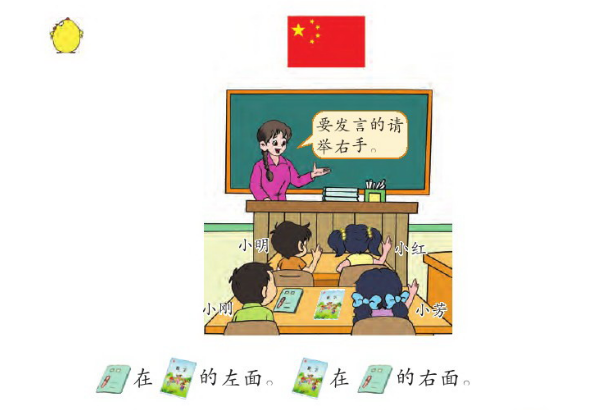 要发言的请
举右手。
小明
小红
小刚
小芳
在 的左面。 在 的右面。